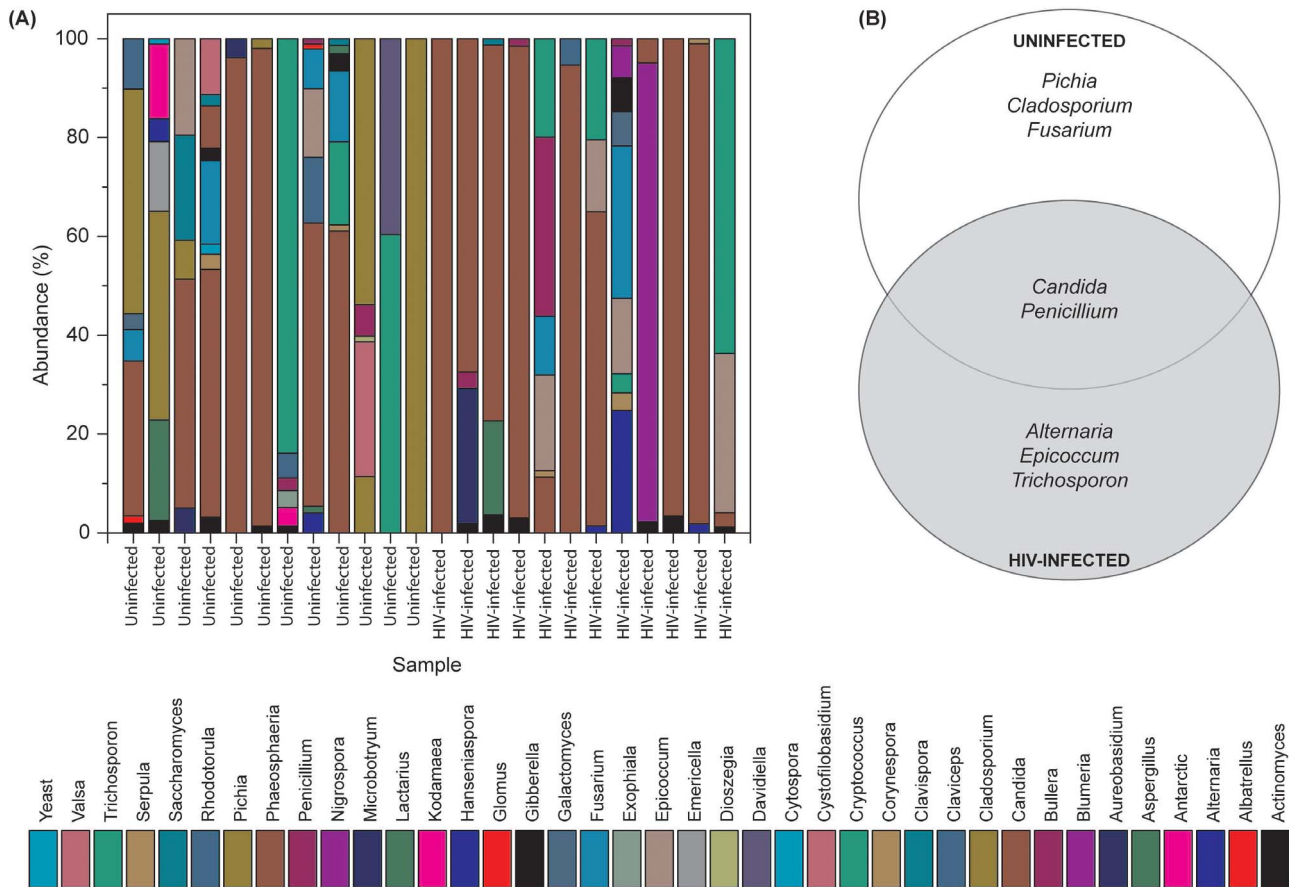 (A)
100
80
60
40
20
0
Abundance (%)
Uninfected
Uninfected
Uninfected
Uninfected
Uninfected
Uninfected
Uninfected
Uninfected
Uninfected
Uninfected
Uninfected
Uninfected
HIV-infected
HIV-infected
HIV-infected
HIV-infected
HIV-infected
HIV-infected
HIV-infected
HIV-infected
HIV-infected
HIV-infected
HIV-infected
HIV-infected
Sample
(B)
UNINFECTED
Pichia
Cladosporium
Fusarium
Candida
Penicillium
Alternaria
Epicoccum
Trichosporon
HIV-INFECTED
Yeast
Valsa
Trichosporon
Serpula
Saccharomyces
Rhodotorula
Pichia
Phaeosphaeria
Penicillium
Nigrospora
Microbotryum
Lactarius
Kodamaea
Hanseniaspora
Glomus
Gibberella
Galactomyces
Fusarium
Exophiala
Epicoccum
Emericella
Dioszegia
Davidiella
Cytospora
Cystofilobasidium
Cryptococcus
Corynespora
Clavispora
Claviceps
Cladosporium
Candida
Bullera
Blumeria
Aureobasidium
Aspergillus
Antarctic
Alternaris
Albatrellus
Actinomyces